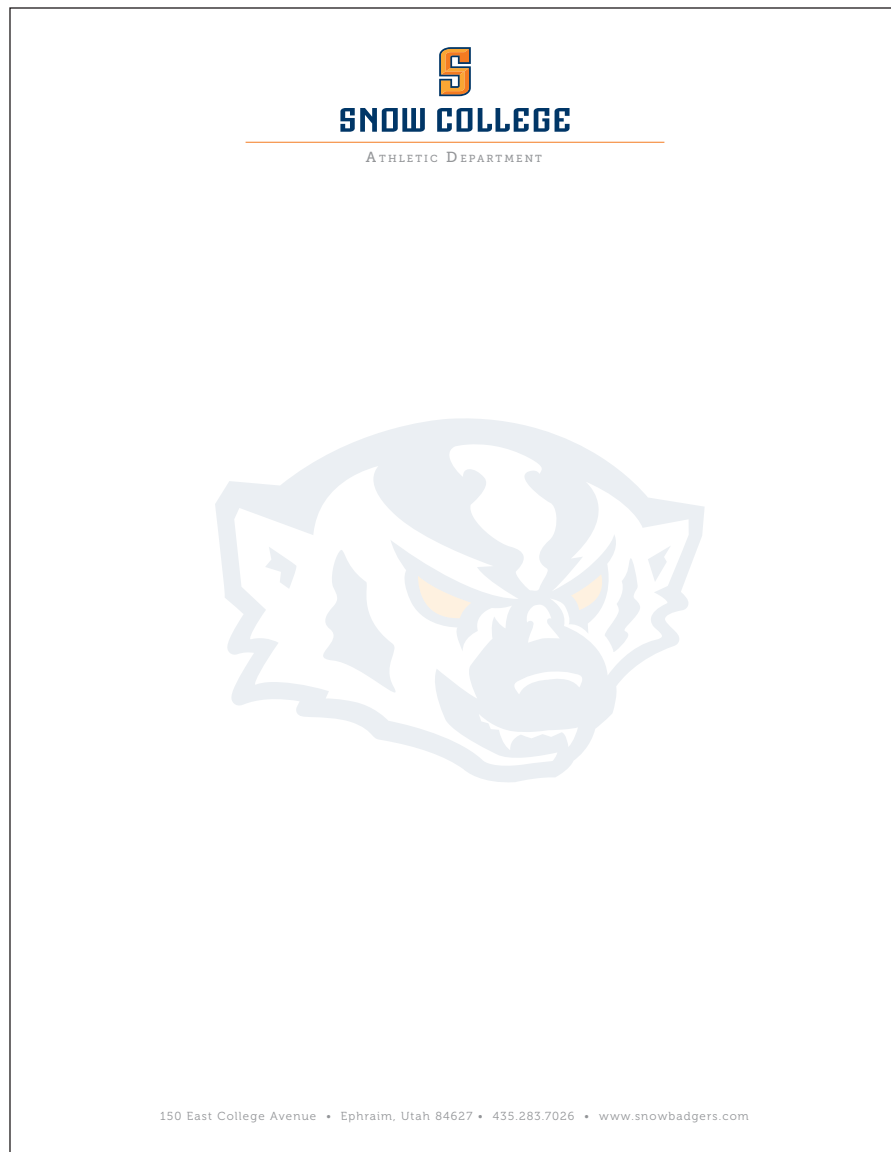 S
SNOW COLLEGE
ATHLETIC DEPARTMENT
150 East College Avenue • Ephraim, Utah 84627 • 435.283.7026 • www.snowbadgers.com